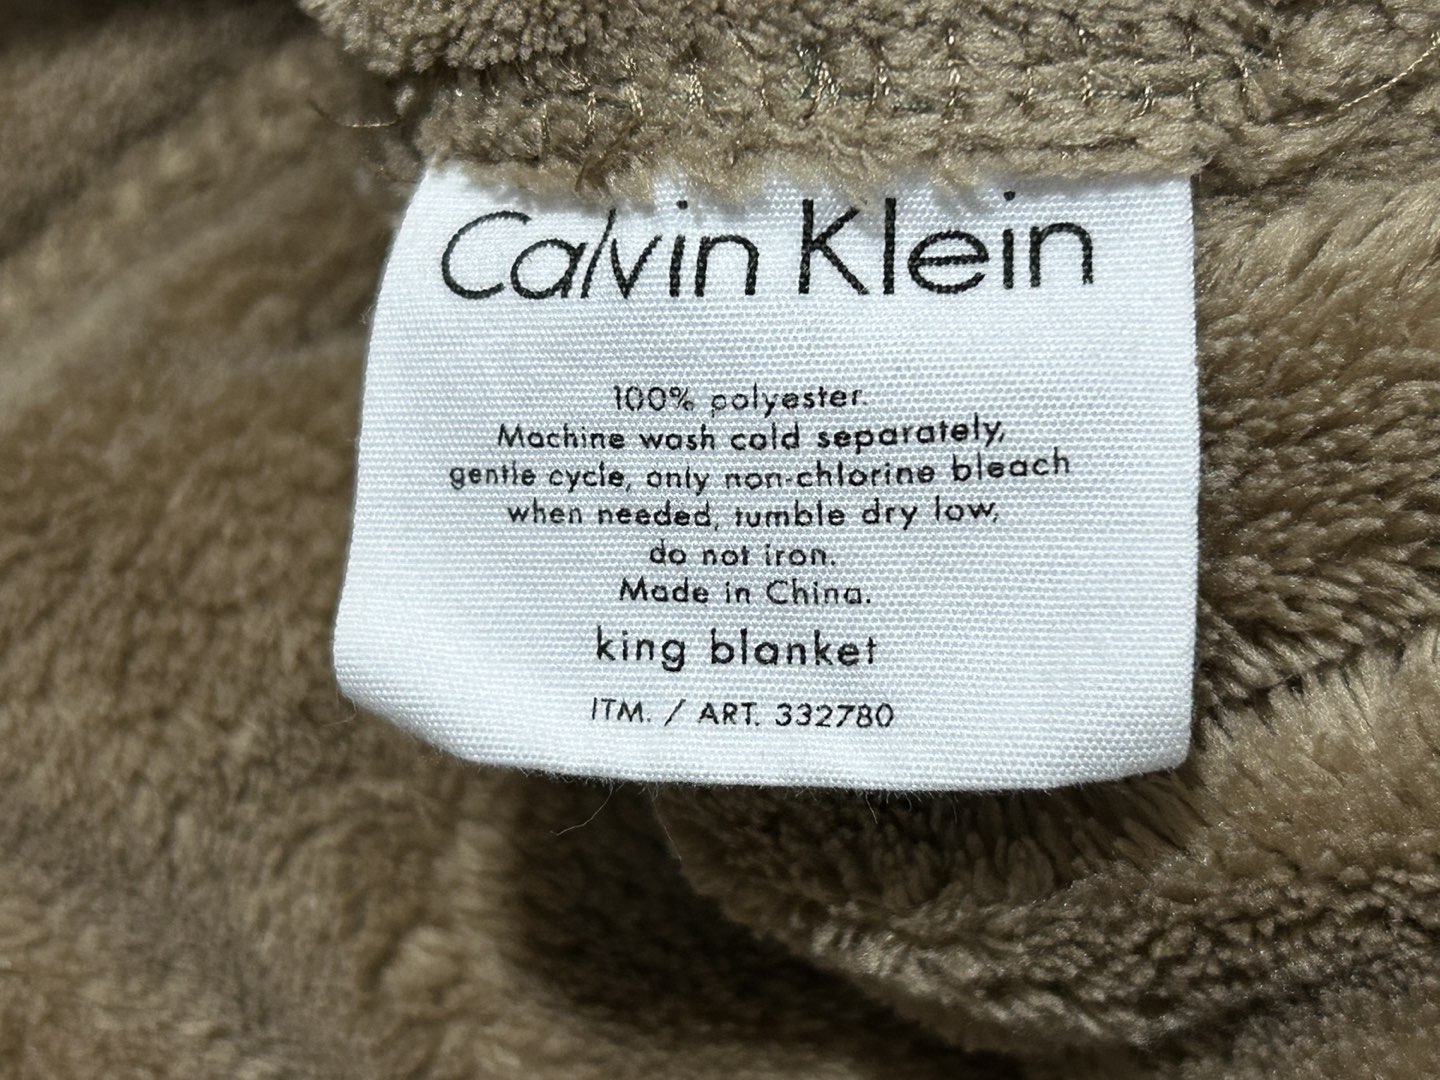 Calvin Klein
100% polyester.
Machine wash cold separately,
gentle cycle, only non-chlorine bleach
when needed, tumble dry low,
do not iron.
Made in China.
king blanket
ITM. / ART. 332780